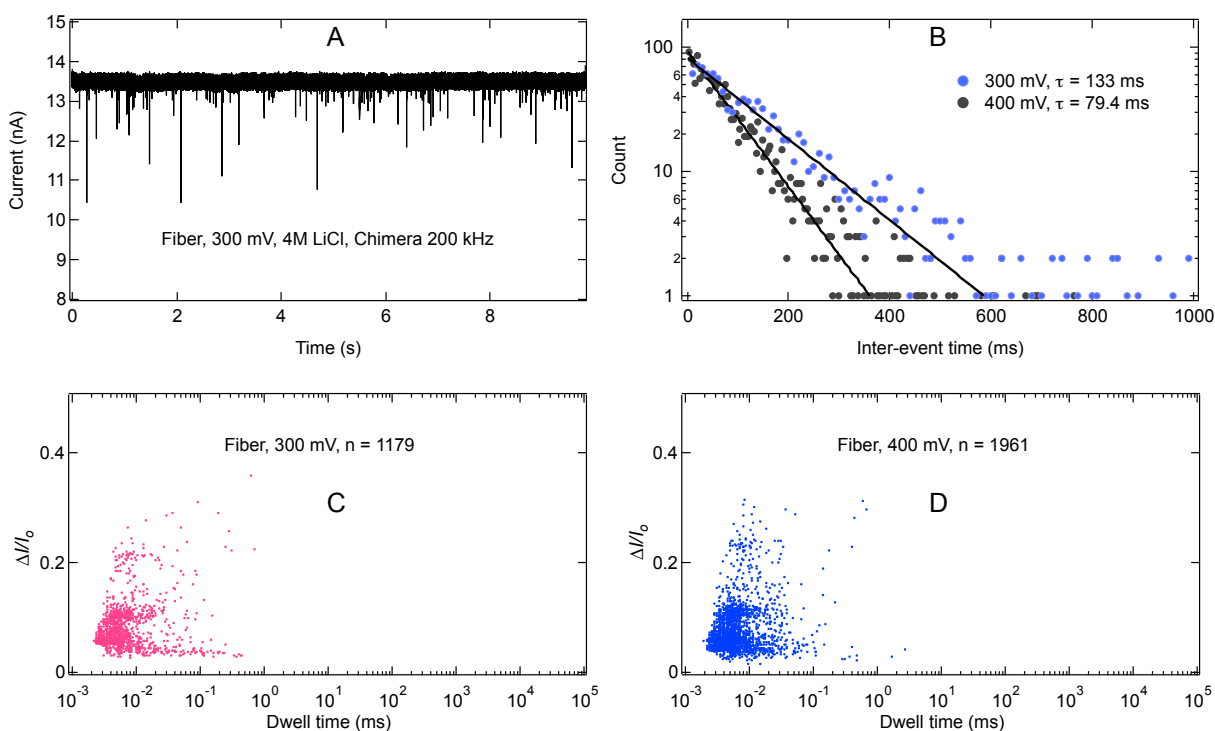 A
Current (nA)
15
14
13
12
11
10
9
8
Fiber, 300 mV, 4M LiCl, Chimera 200 kHz
0
2
4
6
8
Time (s)
B
Count
100
4
2
10
4
2
1
300 mV, τ = 133 ms
400 mV, τ = 79.4 ms
0
200
400
600
800
1000
Inter-event time (ms)
Fiber, 300 mV, n = 1179
C
ΔI/Io
0.4
0.2
0
10⁻³
10⁻²
10⁻¹
10⁰
10¹
10²
10³
10⁴
10⁵
Dwell time (ms)
Fiber, 400 mV, n = 1961
D
ΔI/Io
0.4
0.2
0
10⁻³
10⁻²
10⁻¹
10⁰
10¹
10²
10³
10⁴
10⁵
Dwell time (ms)